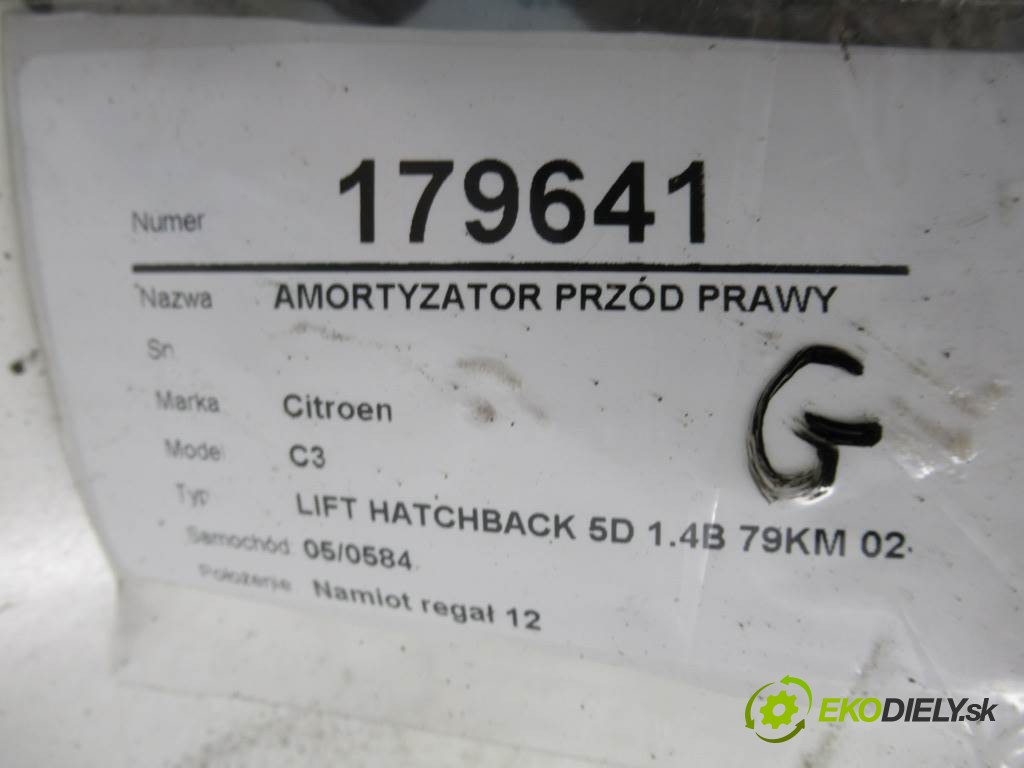 Numer 179641
Nazwa AMORTYZATOR PRZÓD PRAWY
Sn
Marka Citroen
Model C3
G
Typ LIFT HATCHBACK 5D 1.4B 79KM 02-
Samochód 05/0584
Położenie Namiot regał 12
EKODIELY.sk